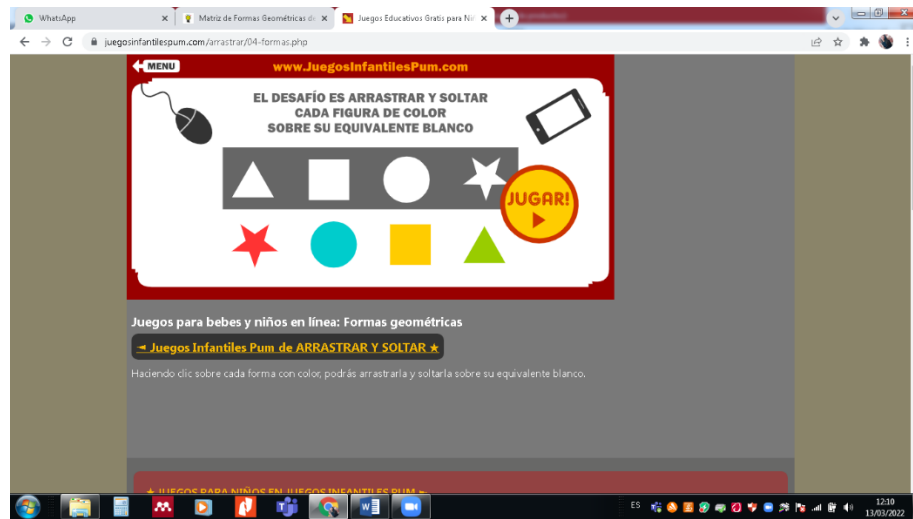 WhatsApp
Matriz de Formas Geométricas de
Juegos Educativos Gratis para Niñ
juegosinfantilespum.com/arrastrar/04-formas.php
MENU
www.JuegosInfantilesPum.com
EL DESAFÍO ES ARRASTRAR Y SOLTAR
CADA FIGURA DE COLOR
SOBRE SU EQUIVALENTE BLANCO
JUGAR!
Juegos para bebes y niños en línea: Formas geométricas
◄ Juegos Infantiles Pum de ARRASTRAR Y SOLTAR ★
Haciendo clic sobre cada forma con color, podrás arrastrarla y soltarla sobre su equivalente blanco.
★ JUEGOS PARA NIÑOS EN JUEGOS INFANTILES PUM ►
ES
12:10
13/03/2022